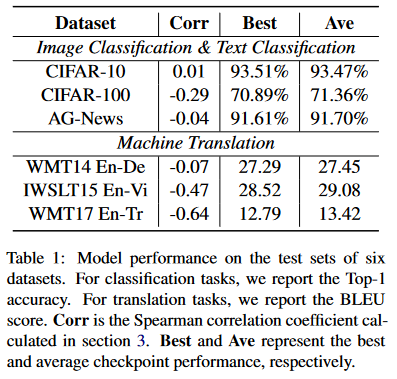 Dataset Corr Best Ave
Image Classification & Text Classification
CIFAR-10 0.01 93.51% 93.47%
CIFAR-100 -0.29 70.89% 71.36%
AG-News -0.04 91.61% 91.70%
Machine Translation
WMT14 En-De -0.07 27.29 27.45
IWSLT15 En-Vi -0.47 28.52 29.08
WMT17 En-Tr -0.64 12.79 13.42
Table 1: Model performance on the test sets of six
datasets. For classification tasks, we report the Top-1
accuracy. For translation tasks, we report the BLEU
score. Corr is the Spearman correlation coefficient cal-
culated in section 3. Best and Ave represent the best
and average checkpoint performance, respectively.